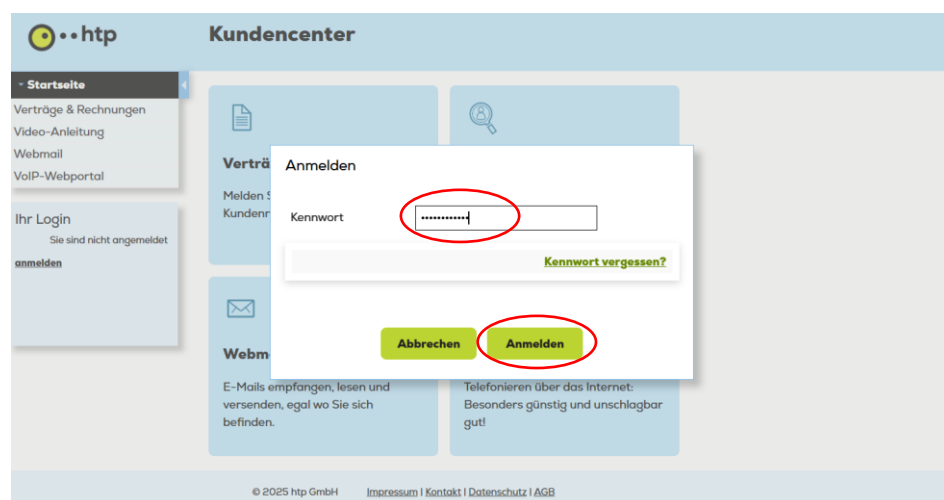 htp
Kundencenter
Startseite
Verträge & Rechnungen
Video-Anleitung
Webmail
VoIP-Webportal
Ihr Login
Sie sind nicht angemeldet
anmelden
Verträ
Melden
Kundenr
Anmelden
Kennwort
Kennwort vergessen?
Abbrechen
Anmelden
Webm
E-Mails empfangen, lesen und
versenden, egal wo Sie sich
befinden.
Telefonieren über das Internet:
Besonders günstig und unschlagbar
gut!
© 2025 htp GmbH Impressum | Kontakt | Datenschutz | AGB